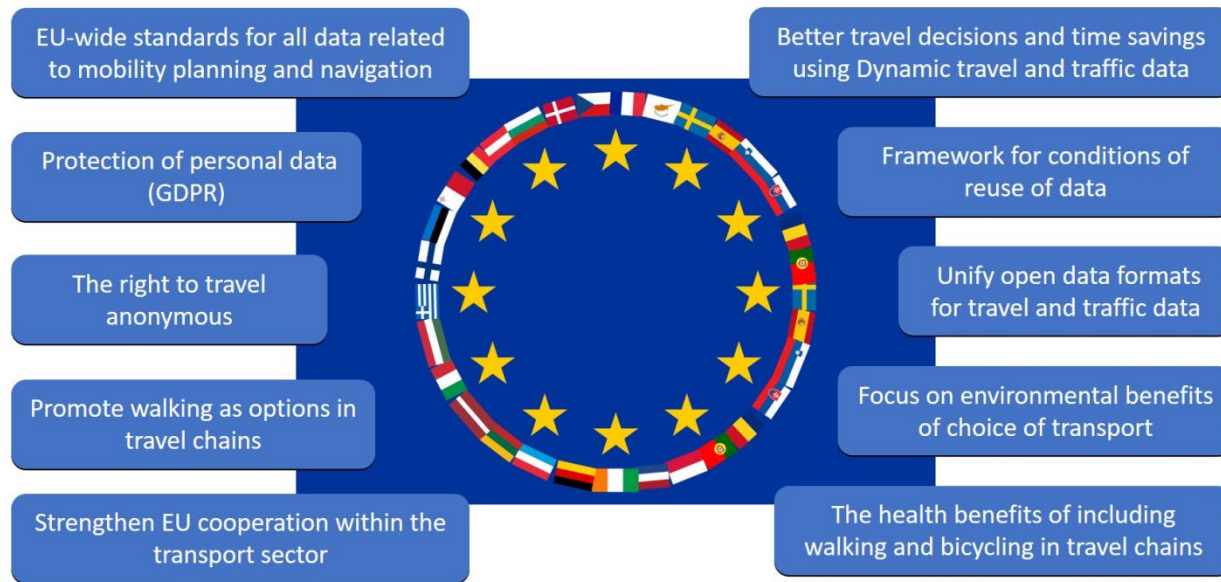 EU-wide standards for all data related
to mobility planning and navigation
Protection of personal data
(GDPR)
The right to travel
anonymous
Promote walking as options in
travel chains
Strengthen EU cooperation within the
transport sector
Better travel decisions and time savings
using Dynamic travel and traffic data
Framework for conditions of
reuse of data
Unify open data formats
for travel and traffic data
Focus on environmental benefits
of choice of transport
The health benefits of including
walking and bicycling in travel chains